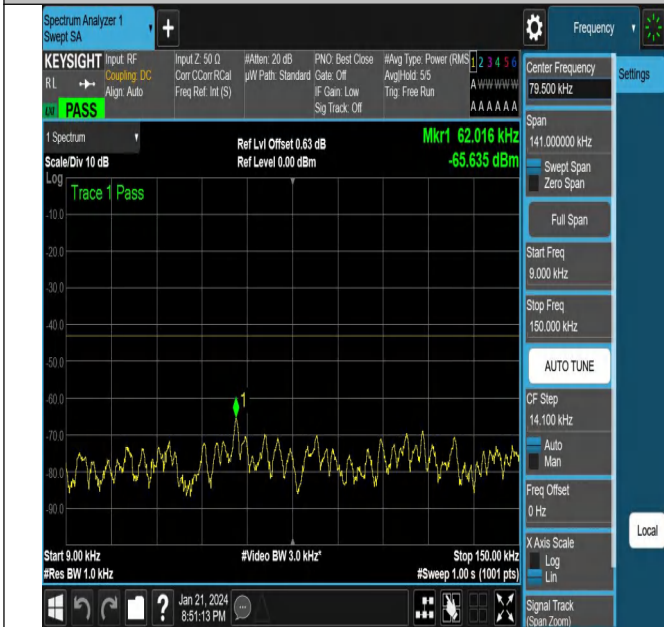 Spectrum Analyzer 1
Swept SA
Frequency
KEYSIGHT
RL
Input: RF
Coupling: DC
Align: Auto
Input Z: 50 Ω
Corr CCorr RCal
Freq Ref: Int (S)
#Atten: 20 dB
µW Path: Standard
PNO: Best Close
Gate: Off
IF Gain: Low
Sig Track: Off
#Avg Type: Power (RMS
Avg|Hold: 5/5
Trig: Free Run
1 2 3 4 5 6
A W W W W W
A A A A A A
LXI
PASS
1 Spectrum
Scale/Div 10 dB
Ref Lvl Offset 0.63 dB
Ref Level 0.00 dBm
Mkr1 62.016 kHz
-65.635 dBm
Log
Trace 1 Pass
-10.0
-20.0
-30.0
-40.0
-50.0
-60.0
-70.0
-80.0
-90.0
1
Start 9.00 kHz
#Res BW 1.0 kHz
#Video BW 3.0 kHz*
Stop 150.00 kHz
#Sweep 1.00 s (1001 pts)
Jan 21, 2024
8:51:13 PM
?
Center Frequency
79.500 kHz
Settings
Span
141.000000 kHz
Swept Span
Zero Span
Full Span
Start Freq
9.000 kHz
Stop Freq
150.000 kHz
AUTO TUNE
CF Step
14.100 kHz
Auto
Man
Freq Offset
0 Hz
X Axis Scale
Log
Lin
Local
Signal Track
(Span Zoom)